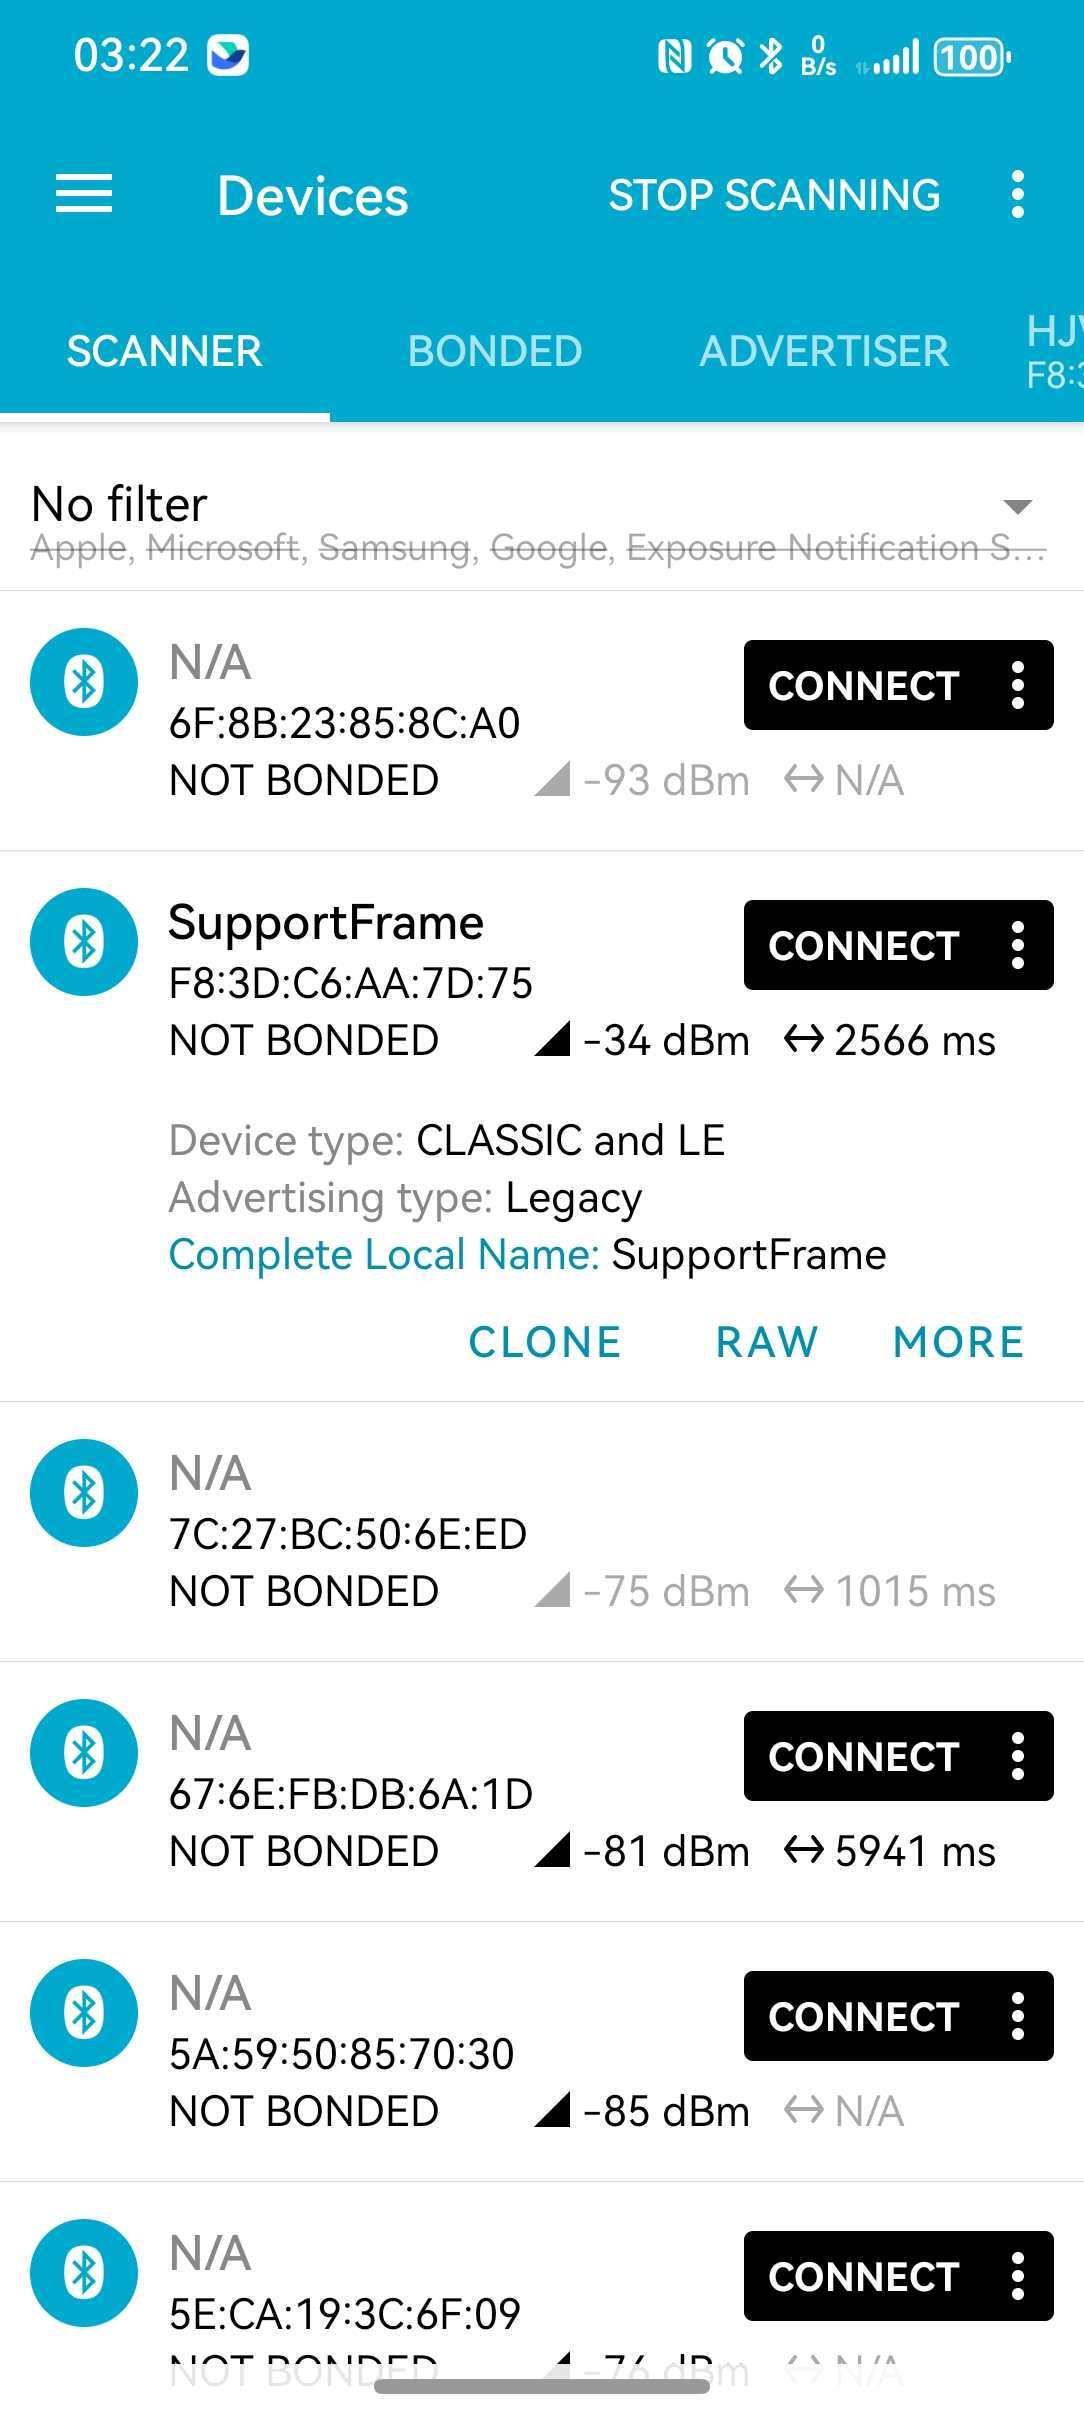 03:22 0 B/s 100
Devices STOP SCANNING
SCANNER BONDED ADVERTISER HJV
F8:3
No filter
Apple, Microsoft, Samsung, Google, Exposure Notification S...
N/A CONNECT
6F:8B:23:85:8C:A0
NOT BONDED -93 dBm N/A
SupportFrame CONNECT
F8:3D:C6:AA:7D:75
NOT BONDED -34 dBm 2566 ms
Device type: CLASSIC and LE
Advertising type: Legacy
Complete Local Name: SupportFrame
CLONE RAW MORE
N/A
7C:27:BC:50:6E:ED
NOT BONDED -75 dBm 1015 ms
N/A CONNECT
67:6E:FB:DB:6A:1D
NOT BONDED -81 dBm 5941 ms
N/A CONNECT
5A:59:50:85:70:30
NOT BONDED -85 dBm N/A
N/A CONNECT
5E:CA:19:3C:6F:09
NOT BONDED -76 dBm N/A